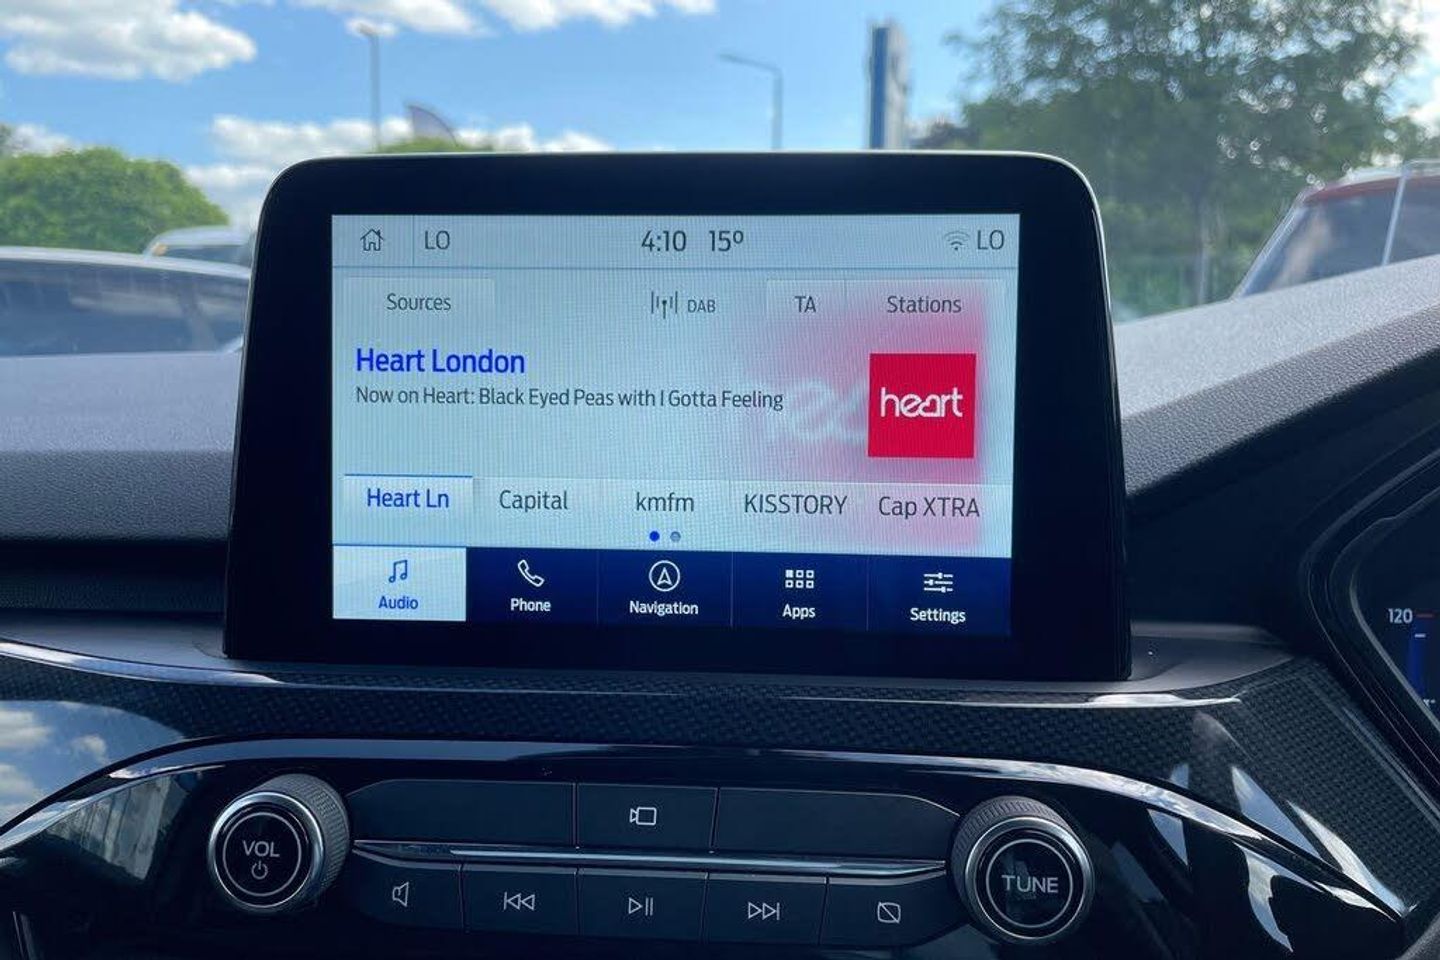 LO 4:10 15º LO
Sources DAB TA Stations
Heart London
Now on Heart: Black Eyed Peas with I Gotta Feeling
heart
Heart Ln Capital kmfm KISSTORY Cap XTRA
Audio Phone Navigation Apps Settings
120
VOL
TUNE